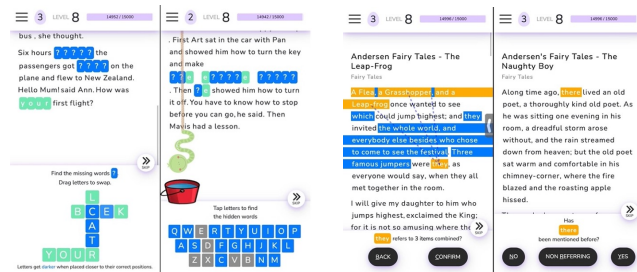 3 LEVEL 8 14952 / 15000
bus , she thought.
Six hours ? ? ? ? ? the
passengers got ? ? ? ? on the
plane and flew to New Zealand.
Hello Mum! said Ann. How was
y o u r first flight?
SKIP
Find the missing words ?
Drag letters to swap.
L
B C E K
A
T
Y O U R
Letters get darker when placed closer to their correct positions.
2 LEVEL 8 14942 / 15000
. First Art sat in the car with Pan
and showed him how to turn the key
and make
? ? e e ? ? ? ? e ? ? ? ? ?
. Then ? e showed him how to turn
it off. You have to know how to stop
before you can go, he said. Then
Mavis had a lesson.
SKIP
Tap letters to find
the hidden words
Q W E R T Y U I O P
A S D F G H J K L
Z X C V B N M
3 LEVEL 8 14996 / 15000
Andersen Fairy Tales - The
Leap-Frog
Fairy Tales
A Flea, a Grasshopper, and a
Leap-frog once wanted to see
which could jump highest; and they
invited the whole world, and
everybody else besides who chose
to come to see the festival. Three
famous jumpers were they, as
everyone would say, when they all
met together in the room.
I will give my daughter to him who
jumps highest, exclaimed the King;
for it is not so amusing where the
SKIP
they refers to 3 items combined?
BACK CONFIRM
3 LEVEL 8 14996 / 15000
Andersen's Fairy Tales - The
Naughty Boy
Fairy Tales
Along time ago, there lived an old
poet, a thoroughly kind old poet. As
he was sitting one evening in his
room, a dreadful storm arose
without, and the rain streamed
down from heaven; but the old poet
sat warm and comfortable in his
chimney-corner, where the fire
blazed and the roasting apple
hissed.
SKIP
Has
there
been mentioned before?
NO NON REFERRING YES